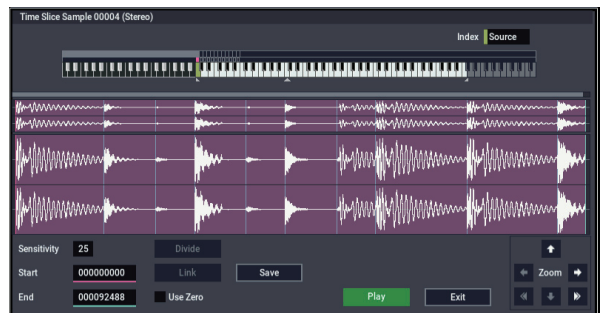 Time Slice Sample 00004 (Stereo)
Index Source
Sensitivity 25 Divide
Start 000000000 Link Save
End 000092488 Use Zero Play Exit
Zoom